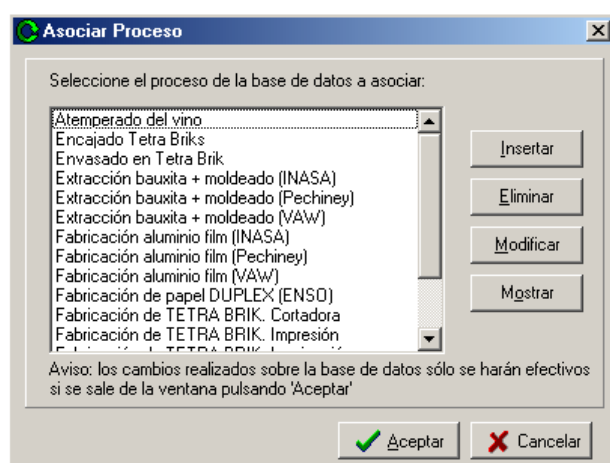 Asociar Proceso
Seleccione el proceso de la base de datos a asociar:
Atemperado del vino
Encajado Tetra Briks
Envasado en Tetra Brik
Extracción bauxita + moldeado (INASA)
Extracción bauxita + moldeado (Pechiney)
Extracción bauxita + moldeado (VAW)
Fabricación aluminio film (INASA)
Fabricación aluminio film (Pechiney)
Fabricación aluminio film (VAW)
Fabricación de papel DUPLEX (ENSO)
Fabricación de TETRA BRIK. Cortadora
Fabricación de TETRA BRIK. Impresión
Insertar
Eliminar
Modificar
Mostrar
Aviso: los cambios realizados sobre la base de datos sólo se harán efectivos
si se sale de la ventana pulsando 'Aceptar'
Aceptar
Cancelar